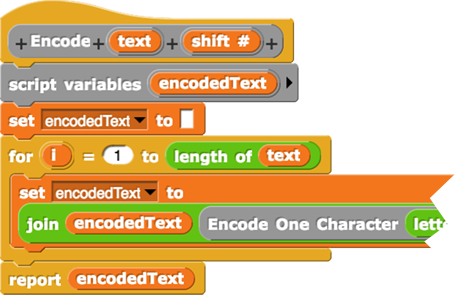 + Encode + text + shift # +
script variables encodedText
set encodedText to
for i = 1 to length of text
set encodedText to
join encodedText Encode One Character
report encodedText